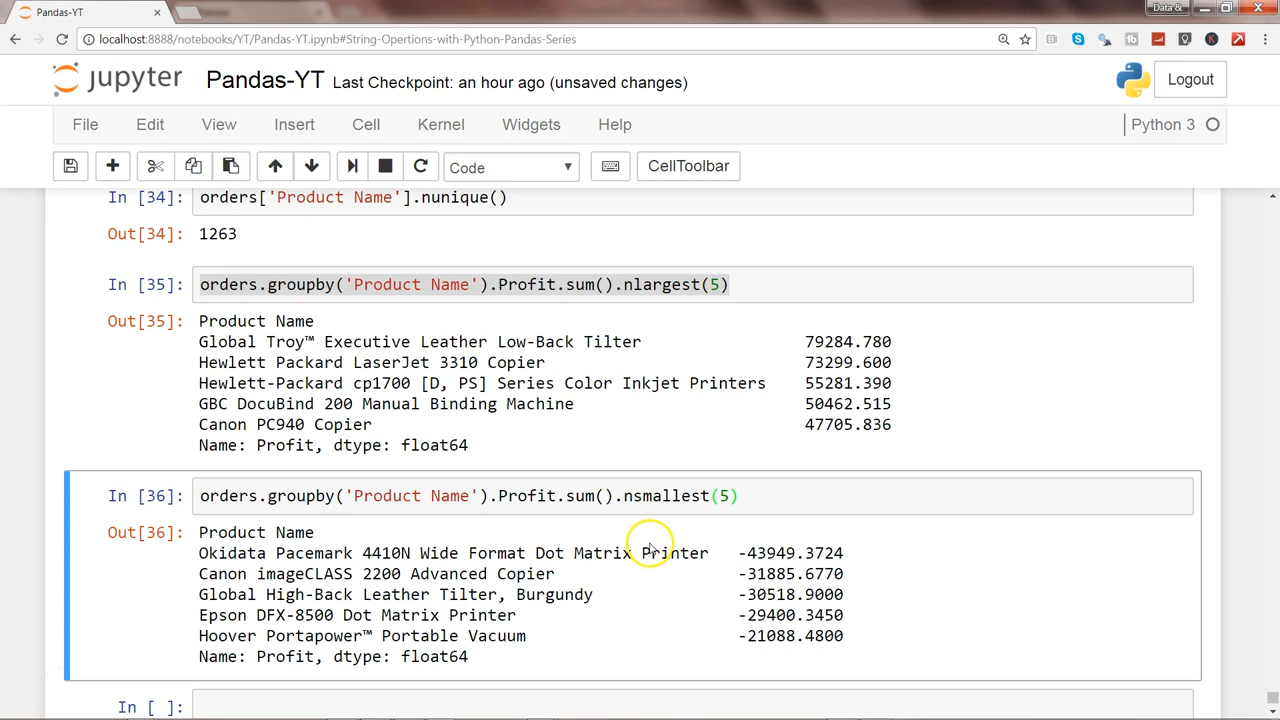 Pandas-YT
Data &
localhost:8888/notebooks/YT/Pandas-YT.ipynb#String-Opertions-with-Python-Pandas-Series
jupyter Pandas-YT Last Checkpoint: an hour ago (unsaved changes) Logout
File Edit View Insert Cell Kernel Widgets Help Python 3
Code CellToolbar
In [34]: orders['Product Name'].nunique()
Out[34]: 1263
In [35]: orders.groupby('Product Name').Profit.sum().nlargest(5)
Out[35]: Product Name
Global Troy™ Executive Leather Low-Back Tilter 79284.780
Hewlett Packard LaserJet 3310 Copier 73299.600
Hewlett-Packard cp1700 [D, PS] Series Color Inkjet Printers 55281.390
GBC DocuBind 200 Manual Binding Machine 50462.515
Canon PC940 Copier 47705.836
Name: Profit, dtype: float64
In [36]: orders.groupby('Product Name').Profit.sum().nsmallest(5)
Out[36]: Product Name
Okidata Pacemark 4410N Wide Format Dot Matrix Printer -43949.3724
Canon imageCLASS 2200 Advanced Copier -31885.6770
Global High-Back Leather Tilter, Burgundy -30518.9000
Epson DFX-8500 Dot Matrix Printer -29400.3450
Hoover Portapower™ Portable Vacuum -21088.4800
Name: Profit, dtype: float64
In [ ]: